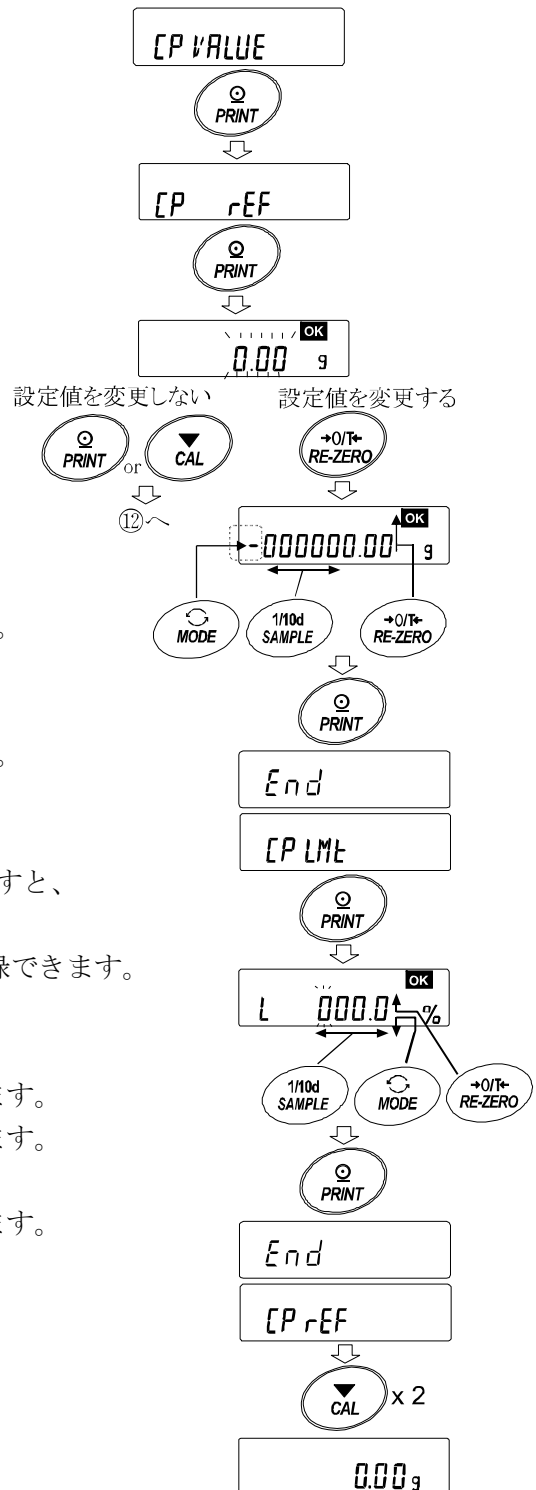 CP VALUE
PRINT
CP rEF
PRINT
OK
0.00 g
設定値を変更しない 設定値を変更する
PRINT or CAL →0/T← RE-ZERO
⑫へ
OK
-000000.00 g
MODE 1/10d SAMPLE →0/T← RE-ZERO
。
PRINT
。
End
CP LMt
すと、
PRINT
録できます。
OK
L 000.0 %
ます。
1/10d SAMPLE MODE →0/T← RE-ZERO
ます。
PRINT
ます。
End
CP rEF
CAL x 2
0.00 g